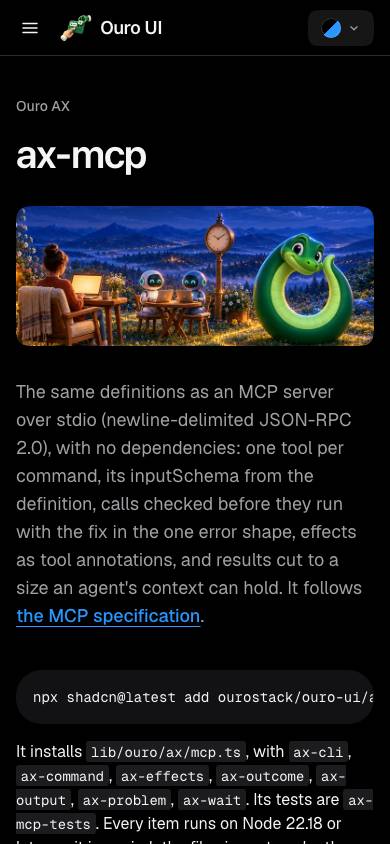 Ouro UI
Ouro AX
ax-mcp
The same definitions as an MCP server
over stdio (newline-delimited JSON-RPC
2.0), with no dependencies: one tool per
command, its inputSchema from the
definition, calls checked before they run
with the fix in the one error shape, effects
as tool annotations, and results cut to a
size an agent's context can hold. It follows
the MCP specification.
npx shadcn@latest add ourostack/ouro-ui/a
It installs lib/ouro/ax/mcp.ts, with ax-cli,
ax-command, ax-effects, ax-outcome, ax-
output, ax-problem, ax-wait. Its tests are ax-
mcp-tests. Every item runs on Node 22.18 or